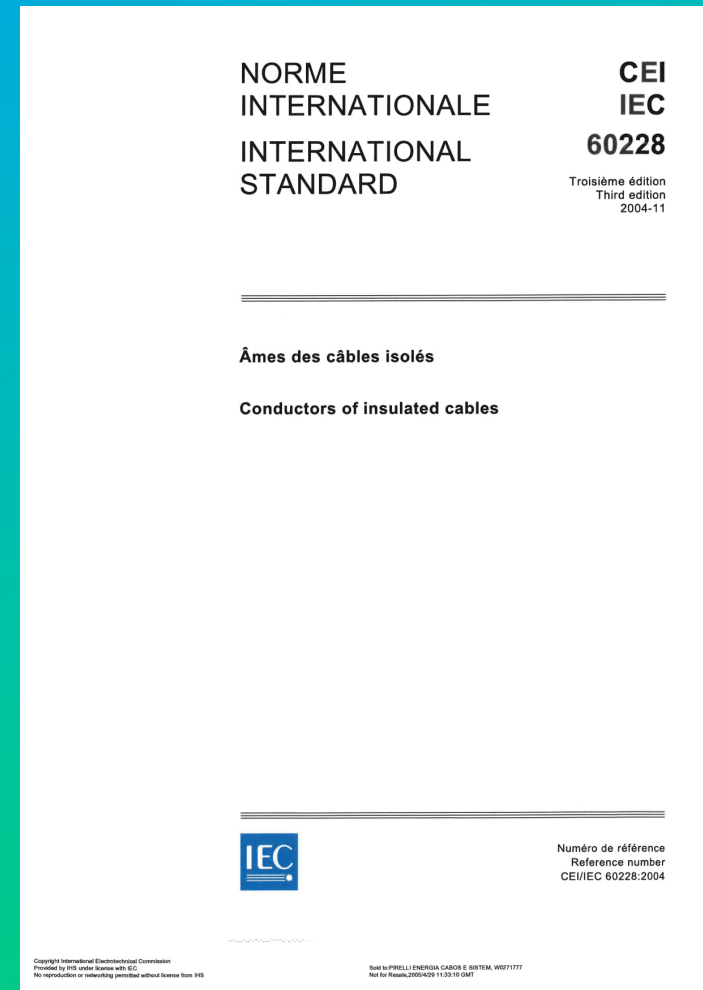 NORME
INTERNATIONALE
CEI
IEC
60228
INTERNATIONAL
STANDARD
Troisième édition
Third edition
2004-11
Âmes des câbles isolés
Conductors of insulated cables
IEC
Numéro de référence
Reference number
CEI/IEC 60228:2004
Copyright International Electrotechnical Commission
Provided by IHS under license with IEC
No reproduction or networking permitted without license from IHS
Sold to:PIRELLI ENERGIA CABOS E SISTEM, W0271777
Not for Resale,2005/4/29 11:33:10 GMT